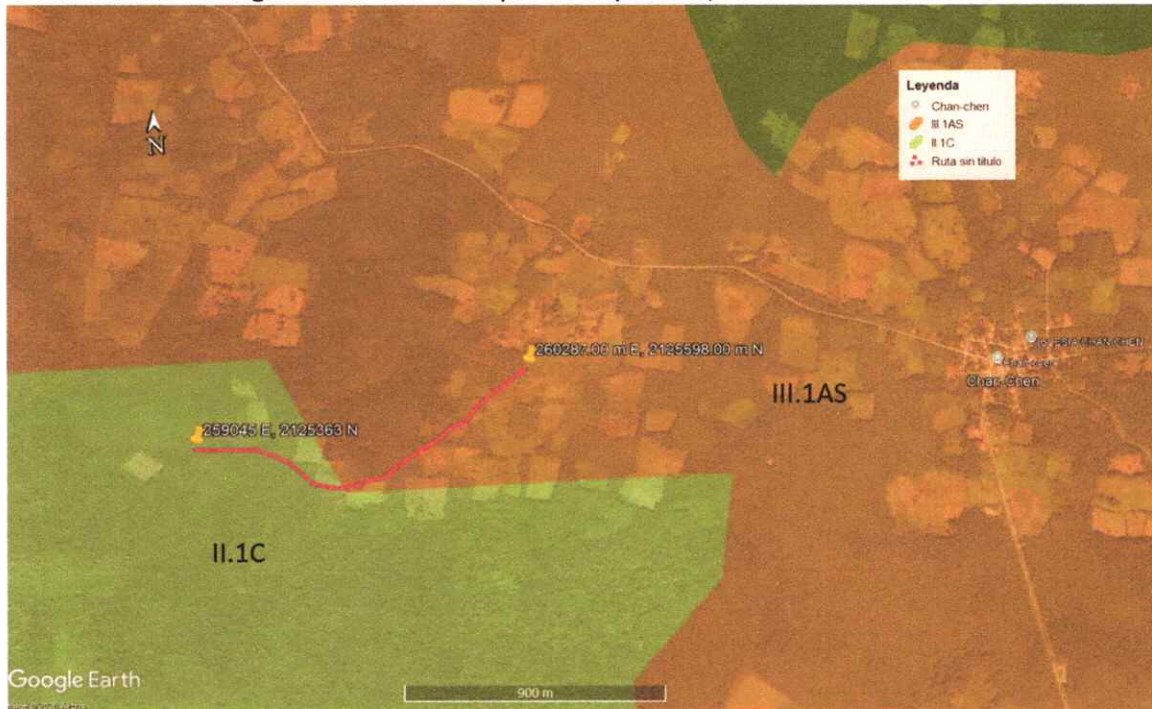 Leyenda
Chan-chen
III.1AS
II.1C
Ruta sin título
N
260287.00 m E, 2125598.00 m N
Chan Chen
III.1AS
259045 E, 2125363 N
II.1C
Google Earth
900 m